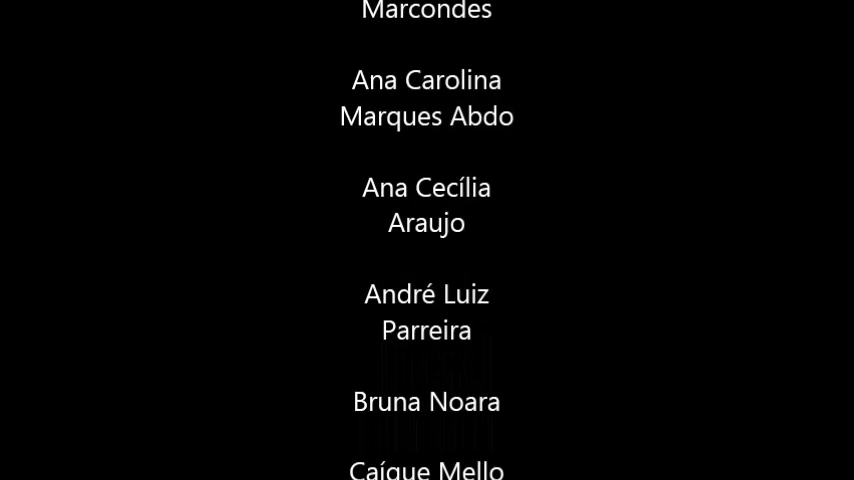 Marcondes
Ana Carolina
Marques Abdo
Ana Cecília
Araujo
André Luiz
Parreira
Bruna Noara
Caíque Mello